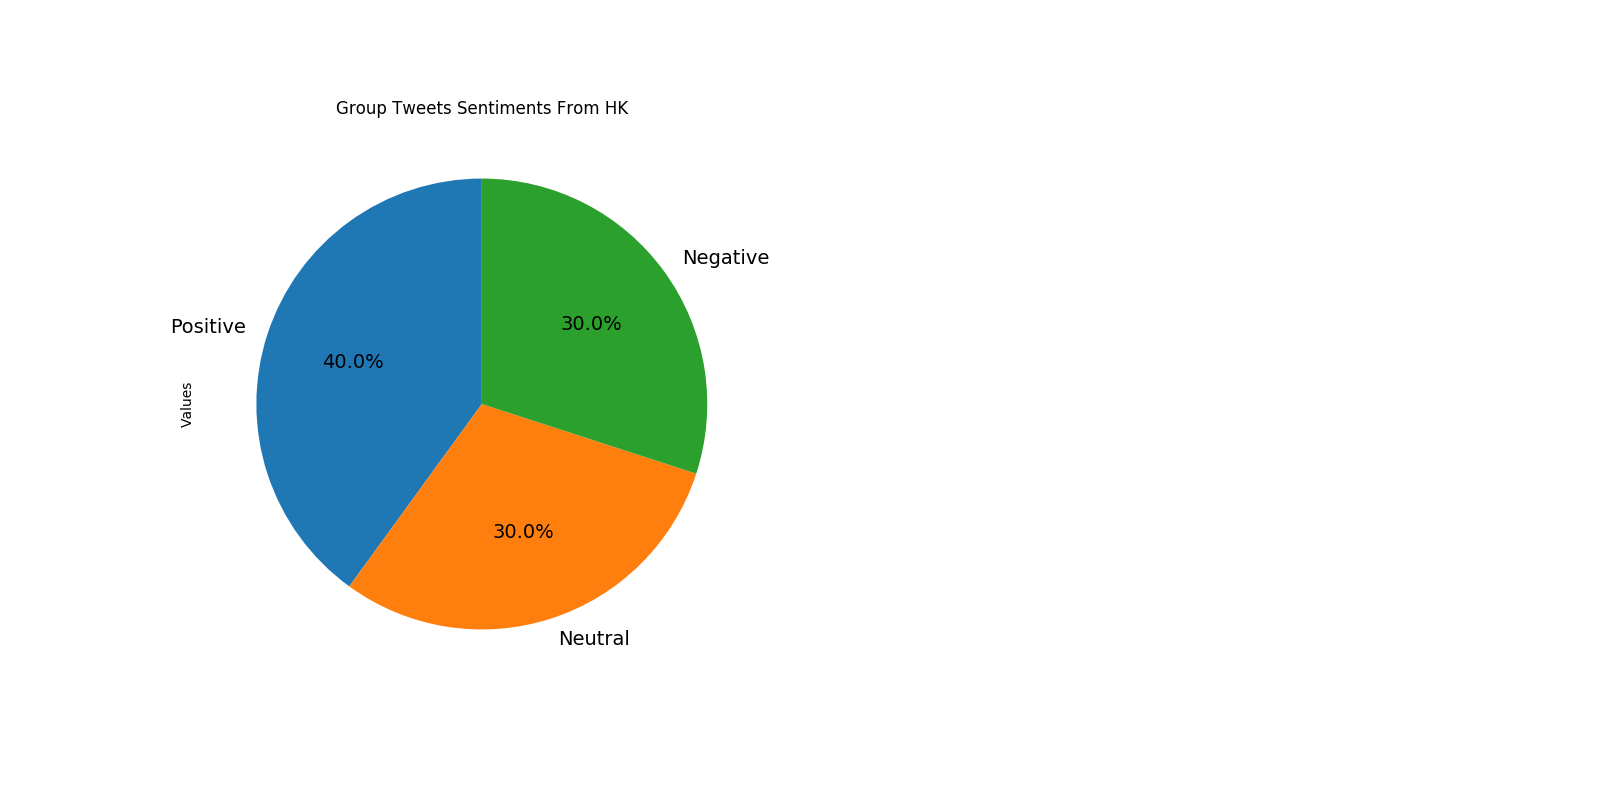 Group Tweets Sentiments From HK
Negative
30.0%
Positive
40.0%
Values
30.0%
Neutral